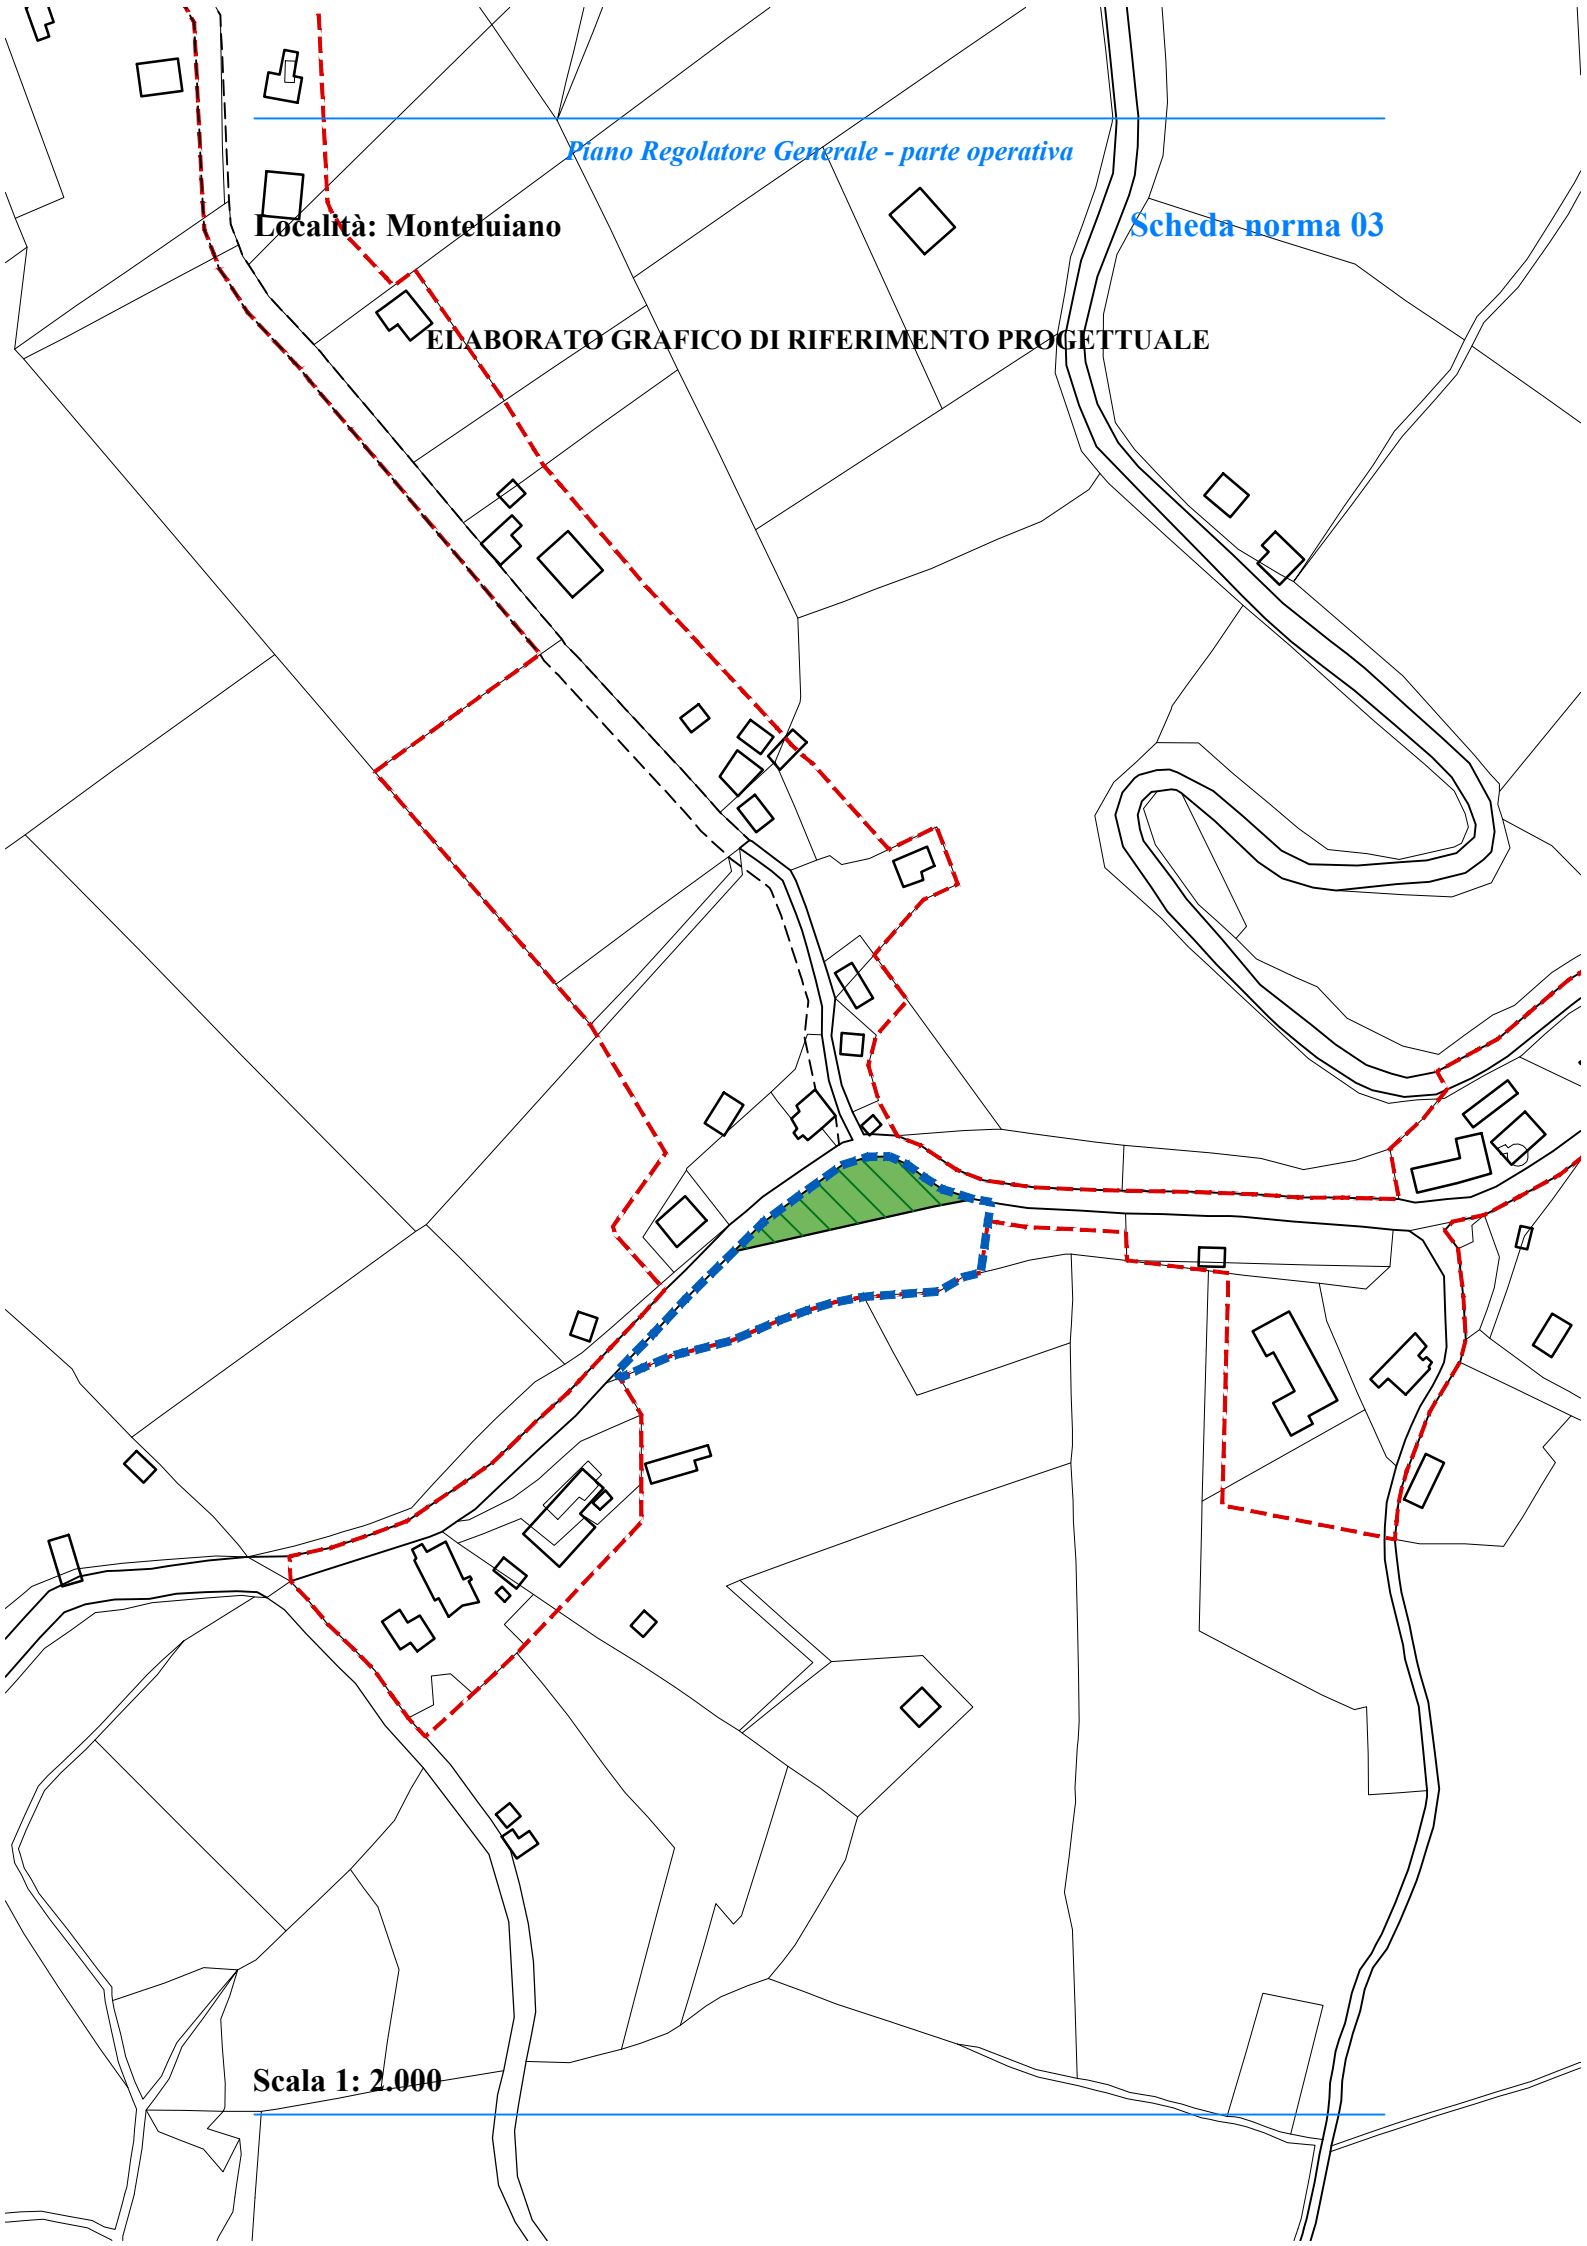 Piano Regolatore Generale - parte operativa
Località: Monteluiano Scheda norma 03
ELABORATO GRAFICO DI RIFERIMENTO PROGETTUALE
Scala 1: 2.000